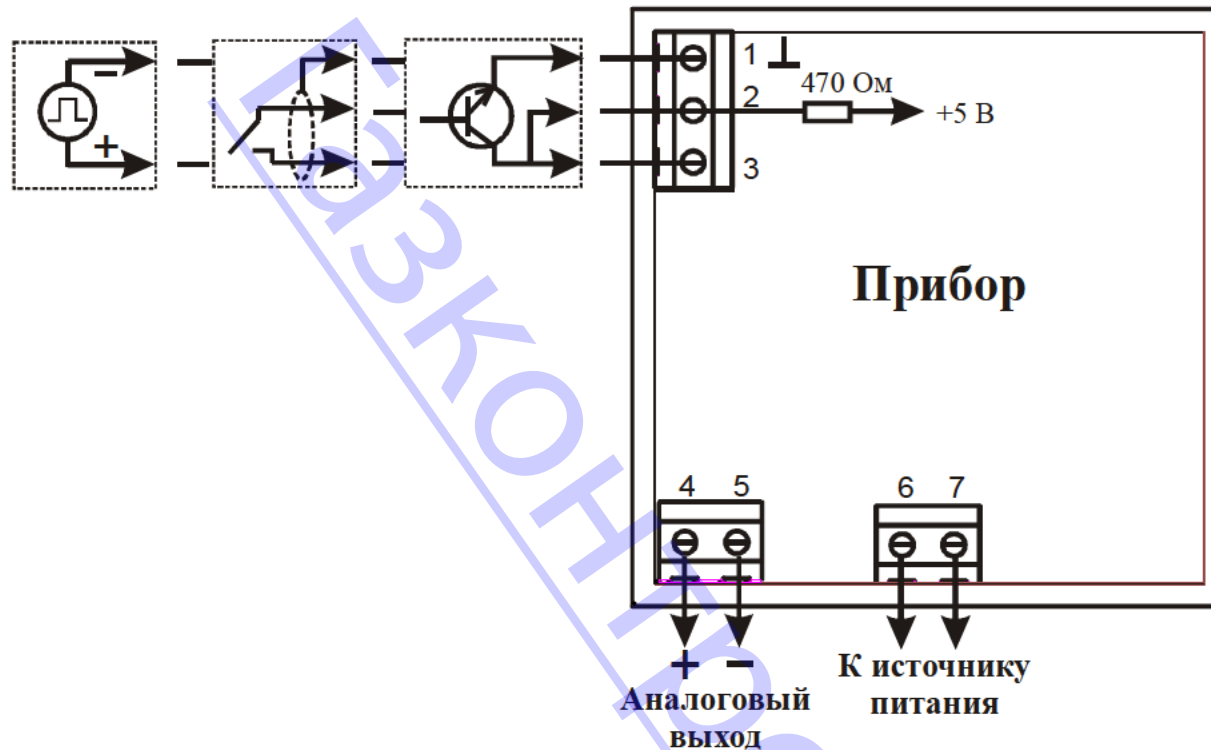 −
+
1
2
3
470 Ом
+5 В
Прибор
4 5
6 7
+ −
Аналоговый
выход
К источнику
питания